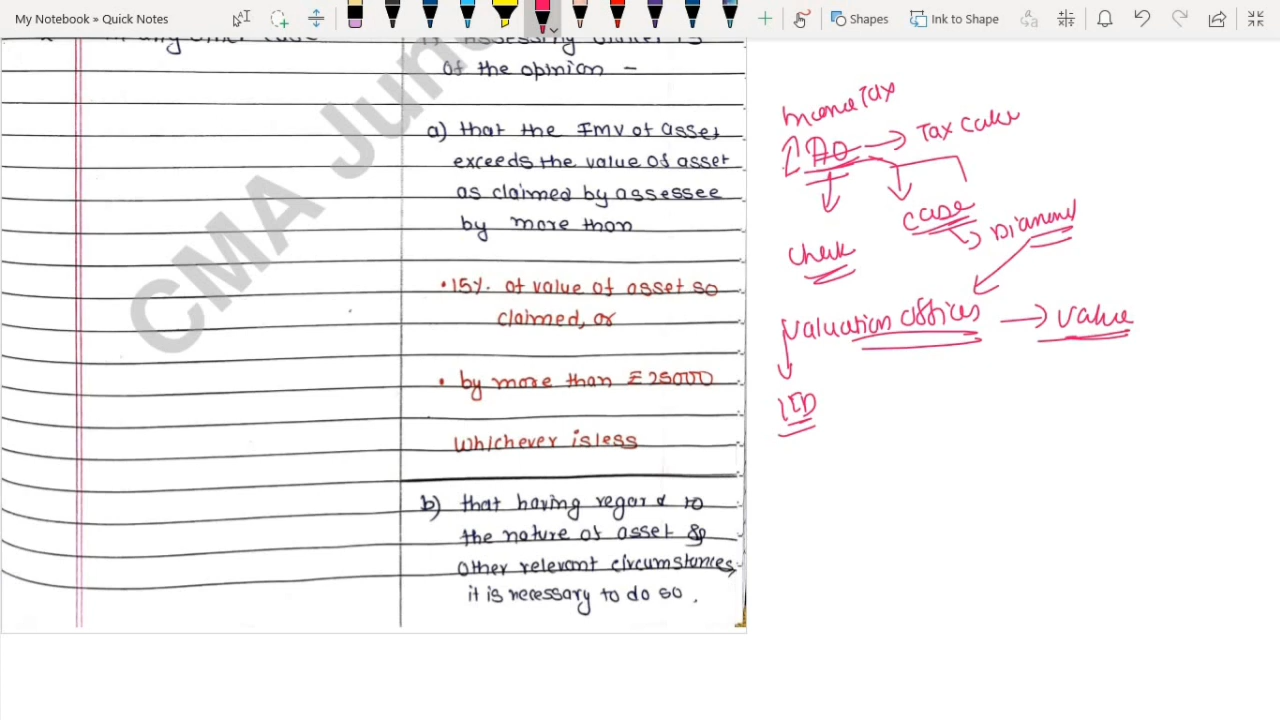 My Notebook » Quick Notes
Shapes
Ink to Shape
of the opinion –
a) that the FMV of asset
exceeds the value of asset
as claimed by assessee
by more than
• 15% of value of asset so
claimed, or
• by more than ₹ 25000
whichever is less
b) that having regard to
the nature of asset &
other relevant circumstances,
it is necessary to do so.
CMA June
Income Tax
AO → Tax
Case
Check
Diamond
Valuation Officer → Value